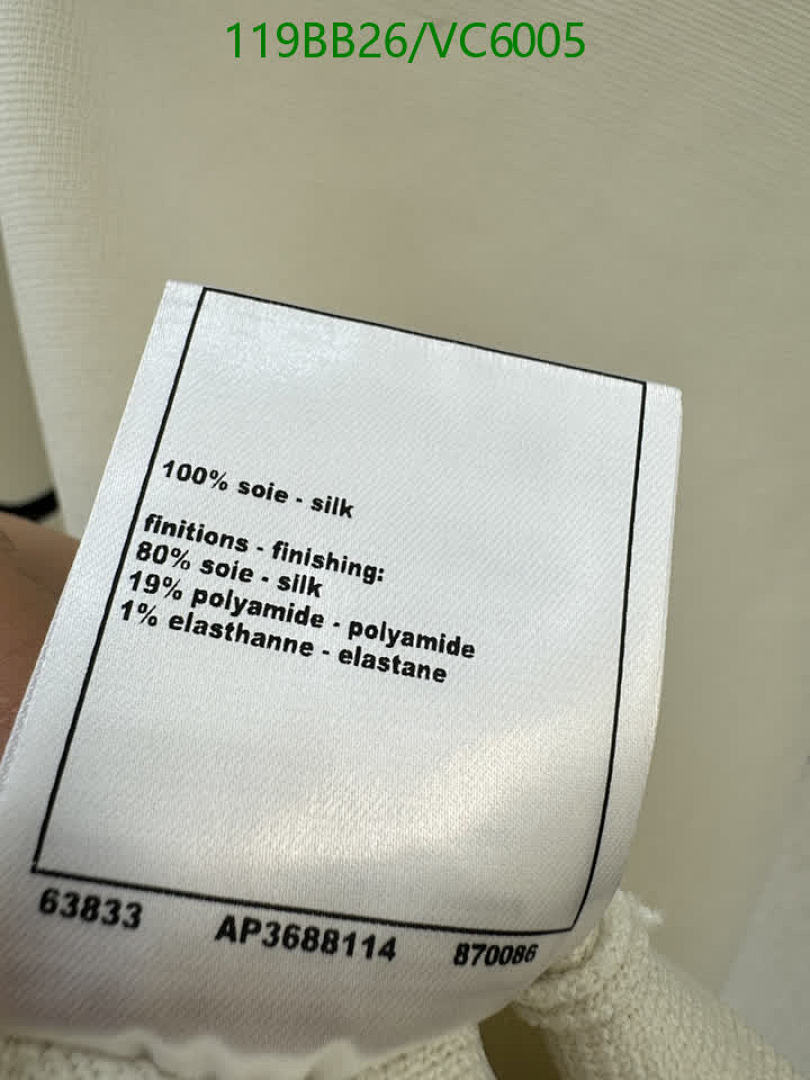 119BB26/VC6005
100% soie - silk
finitions - finishing:
80% soie - silk
19% polyamide - polyamide
1% elasthanne - elastane
63833 AP3688114 870086